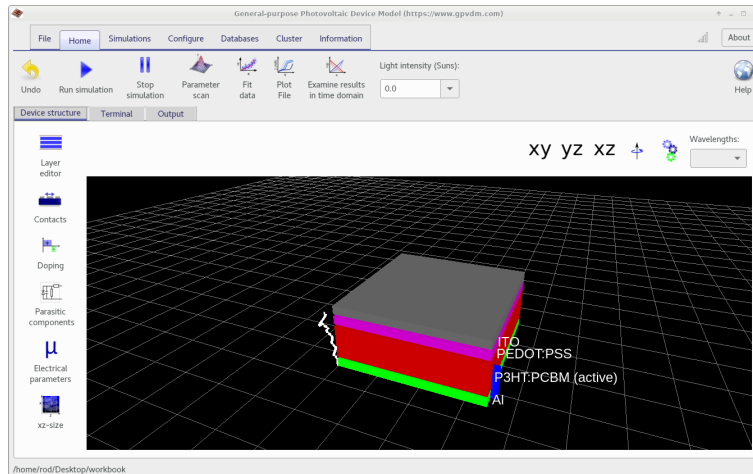 General-purpose Photovoltaic Device Model (https://www.gpvdm.com)
File Home Simulations Configure Databases Cluster Information
About
Undo
Run simulation
Stop
simulation
Parameter
scan
Fit
data
Plot
File
Examine results
in time domain
Light intensity (Suns):
0.0
Help
Device structure Terminal Output
Layer
editor
Contacts
Doping
Parasitic
components
μ
Electrical
parameters
xz-size
xy yz xz
Wavelengths:
ITO
PEDOT:PSS
P3HT:PCBM (active)
Al
/home/rod/Desktop/workbook